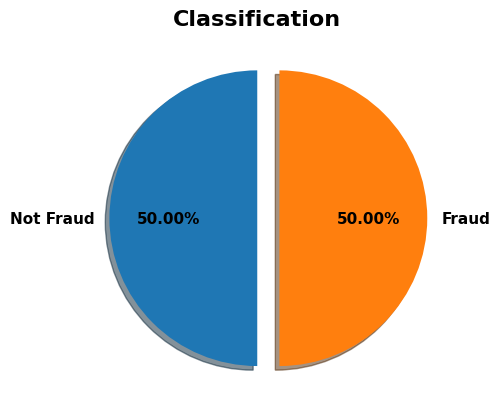 Classification
Not Fraud
50.00%
50.00%
Fraud